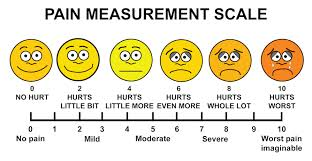 PAIN MEASUREMENT SCALE
0 2 4 6 8 10
NO HURT HURTS HURTS HURTS HURTS HURTS
LITTLE BIT LITTLE MORE EVEN MORE WHOLE LOT WORST
0 1 2 3 4 5 6 7 8 9 10
No pain Mild Moderate Severe Worst pain
imaginable